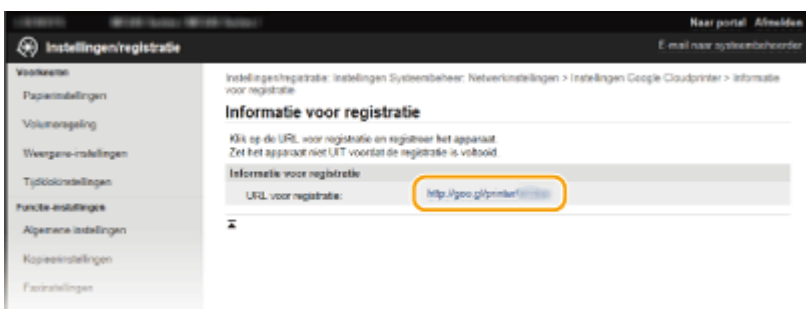 Naar portal Afmelden
Instellingen/registratie
E-mail naar systeembeheerder
Voorkeuren
Papierinstellingen
Volumeregeling
Weergave-instellingen
Tijdklokinstellingen
Functie-instellingen
Algemene instellingen
Kopieerinstellingen
Faxinstellingen
Instellingen/registratie: Instellingen Systeembeheer: Netwerkinstellingen > Instellingen Google Cloudprinter > Informatie
voor registratie
Informatie voor registratie
Klik op de URL voor registratie en registreer het apparaat.
Zet het apparaat niet UIT voordat de registratie is voltooid.
Informatie voor registratie
URL voor registratie:
http://goo.gl/printer/